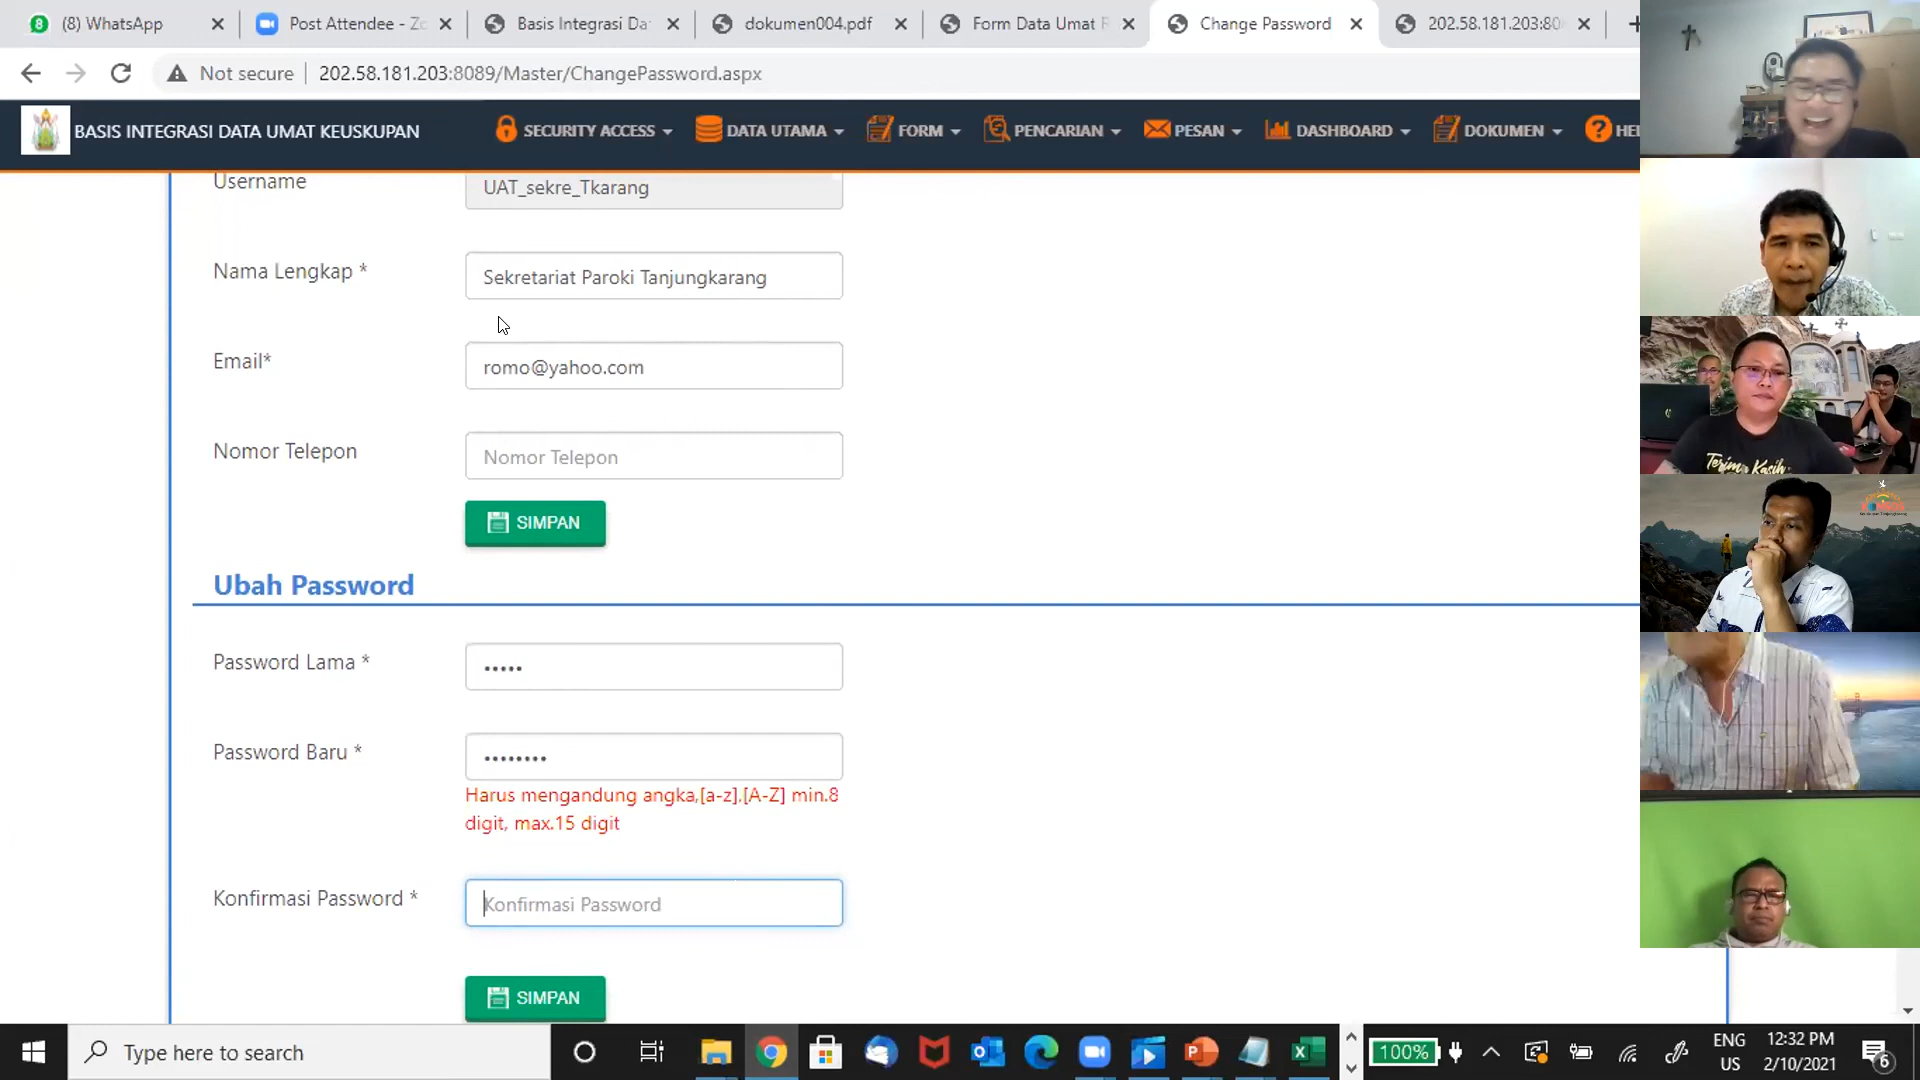 (8) WhatsApp
Post Attendee - Zo
Basis Integrasi Da
dokumen004.pdf
Form Data Umat R
Change Password
202.58.181.203:80
Not secure
202.58.181.203:8089/Master/ChangePassword.aspx
BASIS INTEGRASI DATA UMAT KEUSKUPAN
SECURITY ACCESS
DATA UTAMA
FORM
PENCARIAN
PESAN
DASHBOARD
DOKUMEN
HEL
Username
UAT_sekre_Tkarang
Nama Lengkap *
Sekretariat Paroki Tanjungkarang
Email*
romo@yahoo.com
Nomor Telepon
Nomor Telepon
SIMPAN
Ubah Password
Password Lama *
•••••
Password Baru *
••••••••
Harus mengandung angka,[a-z],[A-Z] min.8
digit, max.15 digit
Konfirmasi Password *
Konfirmasi Password
SIMPAN
Terima Kasih
Type here to search
100%
ENG
US
12:32 PM
2/10/2021
6